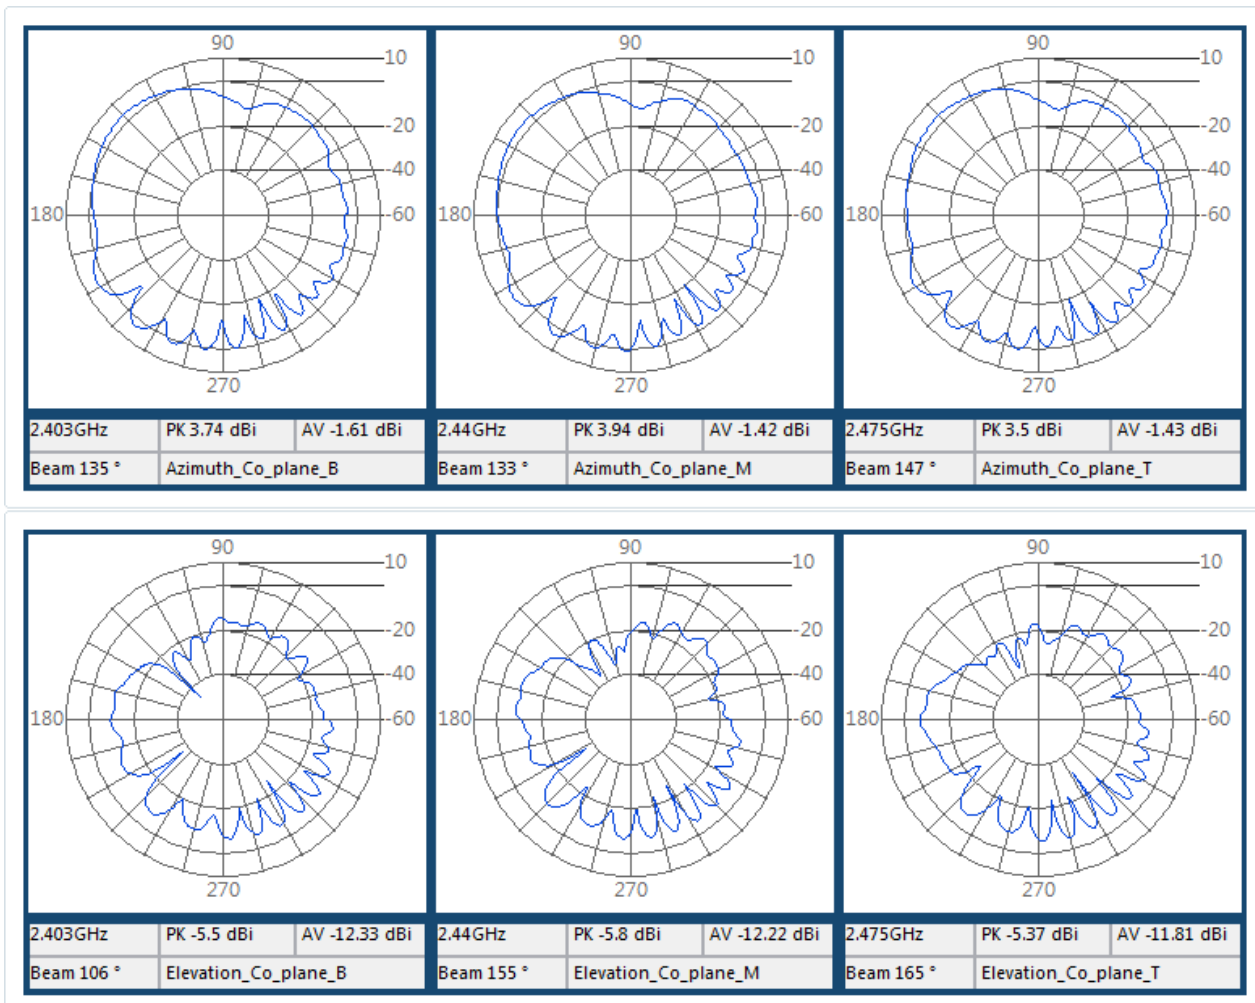 90 90 90
10 10 10
-20 -20 -20
-40 -40 -40
180 -60 180 -60 180 -60
270 270 270
2.403GHz PK 3.74 dBi AV -1.61 dBi 2.44GHz PK 3.94 dBi AV -1.42 dBi 2.475GHz PK 3.5 dBi AV -1.43 dBi
Beam 135 ° Azimuth_Co_plane_B Beam 133 ° Azimuth_Co_plane_M Beam 147 ° Azimuth_Co_plane_T
90 90 90
10 10 10
-20 -20 -20
-40 -40 -40
180 -60 180 -60 180 -60
270 270 270
2.403GHz PK -5.5 dBi AV -12.33 dBi 2.44GHz PK -5.8 dBi AV -12.22 dBi 2.475GHz PK -5.37 dBi AV -11.81 dBi
Beam 106 ° Elevation_Co_plane_B Beam 155 ° Elevation_Co_plane_M Beam 165 ° Elevation_Co_plane_T